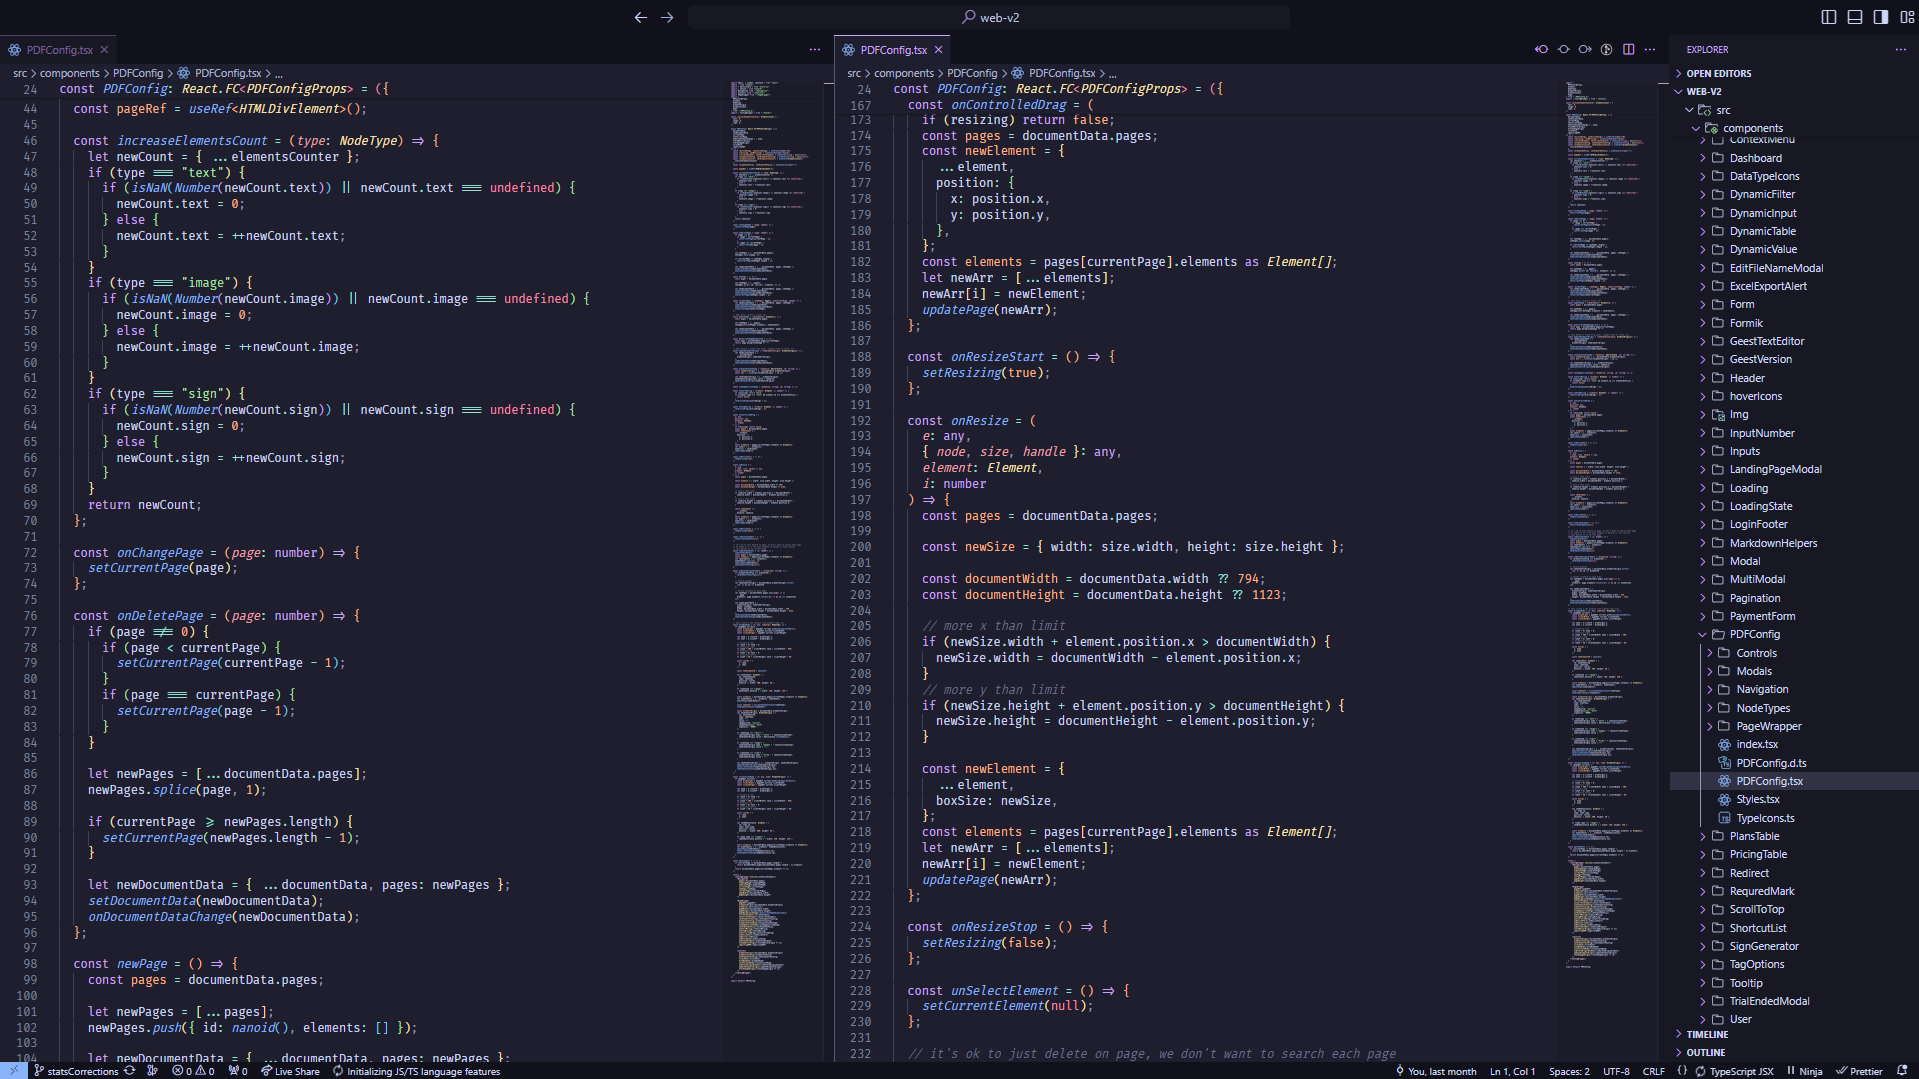 web-v2
PDFConfig.tsx
src > components > PDFConfig > PDFConfig.tsx > ...
24 const PDFConfig: React.FC<PDFConfigProps> = ({
44 const pageRef = useRef<HTMLDivElement>();
45
46 const increaseElementsCount = (type: NodeType) => {
47 let newCount = { ...elementsCounter };
48 if (type === "text") {
49 if (isNaN(Number(newCount.text)) || newCount.text === undefined) {
50 newCount.text = 0;
51 } else {
52 newCount.text = ++newCount.text;
53 }
54 }
55 if (type === "image") {
56 if (isNaN(Number(newCount.image)) || newCount.image === undefined) {
57 newCount.image = 0;
58 } else {
59 newCount.image = ++newCount.image;
60 }
61 }
62 if (type === "sign") {
63 if (isNaN(Number(newCount.sign)) || newCount.sign === undefined) {
64 newCount.sign = 0;
65 } else {
66 newCount.sign = ++newCount.sign;
67 }
68 }
69 return newCount;
70 };
71
72 const onChangePage = (page: number) => {
73 setCurrentPage(page);
74 };
75
76 const onDeletePage = (page: number) => {
77 if (page !== 0) {
78 if (page < currentPage) {
79 setCurrentPage(currentPage - 1);
80 }
81 if (page === currentPage) {
82 setCurrentPage(page - 1);
83 }
84 }
85
86 let newPages = [...documentData.pages];
87 newPages.splice(page, 1);
88
89 if (currentPage >= newPages.length) {
90 setCurrentPage(newPages.length - 1);
91 }
92
93 let newDocumentData = { ...documentData, pages: newPages };
94 setDocumentData(newDocumentData);
95 onDocumentDataChange(newDocumentData);
96 };
97
98 const newPage = () => {
99 const pages = documentData.pages;
100
101 let newPages = [...pages];
102 newPages.push({ id: nanoid(), elements: [] });
103
104 let newDocumentData = { ...documentData, pages: newPages };
PDFConfig.tsx
src > components > PDFConfig > PDFConfig.tsx > ...
24 const PDFConfig: React.FC<PDFConfigProps> = ({
167 const onControlledDrag = (
173 if (resizing) return false;
174 const pages = documentData.pages;
175 const newElement = {
176 ...element,
177 position: {
178 x: position.x,
179 y: position.y,
180 },
181 };
182 const elements = pages[currentPage].elements as Element[];
183 let newArr = [...elements];
184 newArr[i] = newElement;
185 updatePage(newArr);
186 };
187
188 const onResizeStart = () => {
189 setResizing(true);
190 };
191
192 const onResize = (
193 e: any,
194 { node, size, handle }: any,
195 element: Element,
196 i: number
197 ) => {
198 const pages = documentData.pages;
199
200 const newSize = { width: size.width, height: size.height };
201
202 const documentWidth = documentData.width ?? 794;
203 const documentHeight = documentData.height ?? 1123;
204
205 // more x than limit
206 if (newSize.width + element.position.x > documentWidth) {
207 newSize.width = documentWidth - element.position.x;
208 }
209 // more y than limit
210 if (newSize.height + element.position.y > documentHeight) {
211 newSize.height = documentHeight - element.position.y;
212 }
213
214 const newElement = {
215 ...element,
216 boxSize: newSize,
217 };
218 const elements = pages[currentPage].elements as Element[];
219 let newArr = [...elements];
220 newArr[i] = newElement;
221 updatePage(newArr);
222 };
223
224 const onResizeStop = () => {
225 setResizing(false);
226 };
227
228 const unSelectElement = () => {
229 setCurrentElement(null);
230 };
231
232 // it's ok to just delete on page, we don't want to search each page
EXPLORER
OPEN EDITORS
WEB-V2
src
components
ContextMenu
Dashboard
DataTypeIcons
DynamicFilter
DynamicInput
DynamicTable
DynamicValue
EditFileNameModal
ExcelExportAlert
Form
Formik
GeestTextEditor
GeestVersion
Header
hoverIcons
Img
InputNumber
Inputs
LandingPageModal
Loading
LoadingState
LoginFooter
MarkdownHelpers
Modal
MultiModal
Pagination
PaymentForm
PDFConfig
Controls
Modals
Navigation
NodeTypes
PageWrapper
index.tsx
PDFConfig.d.ts
PDFConfig.tsx
Styles.tsx
TypeIcons.ts
PlansTable
PricingTable
Redirect
RequredMark
ScrollToTop
ShortcutList
SignGenerator
TagOptions
Tooltip
TrialEndedModal
User
TIMELINE
OUTLINE
statsCorrections 0 0 0 Live Share Initializing JS/TS language features You, last month Ln 1, Col 1 Spaces: 2 UTF-8 CRLF {} TypeScript JSX Ninja Prettier